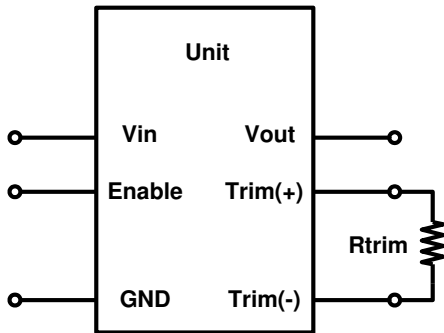 Unit
Vin Vout
Enable Trim(+)
Rtrim
GND Trim(-)